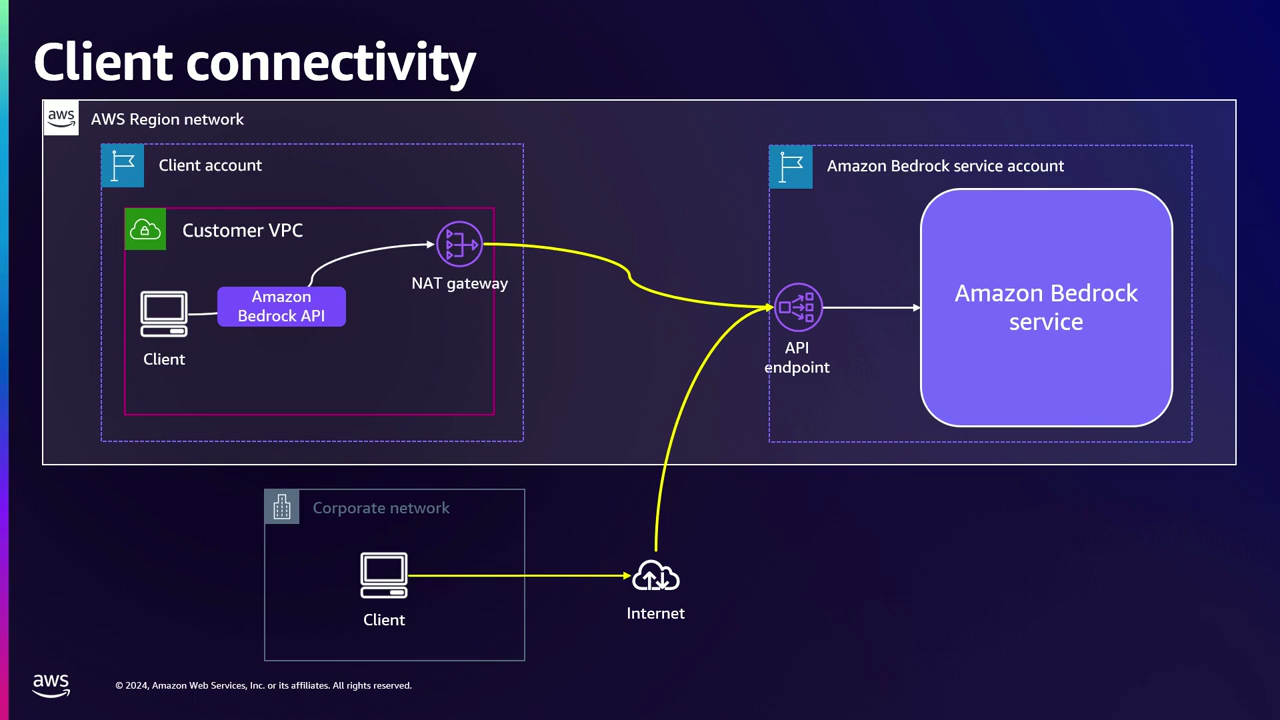 Client connectivity
aws
AWS Region network
Client account
Amazon Bedrock service account
Customer VPC
NAT gateway
Amazon
Bedrock API
Client
API
endpoint
Amazon Bedrock
service
Corporate network
Client
Internet
aws
© 2024, Amazon Web Services, Inc. or its affiliates. All rights reserved.